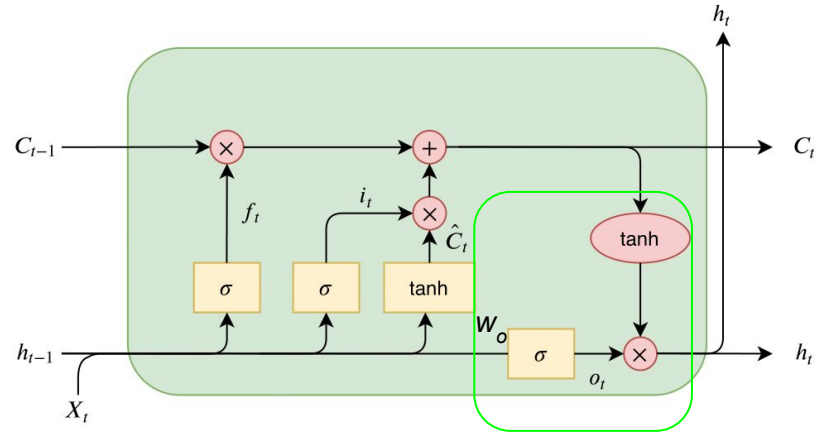 h_t
C_{t-1} × + C_t
f_t i_t × Ĉ_t tanh
σ σ tanh
h_{t-1} W_o σ o_t × h_t
X_t